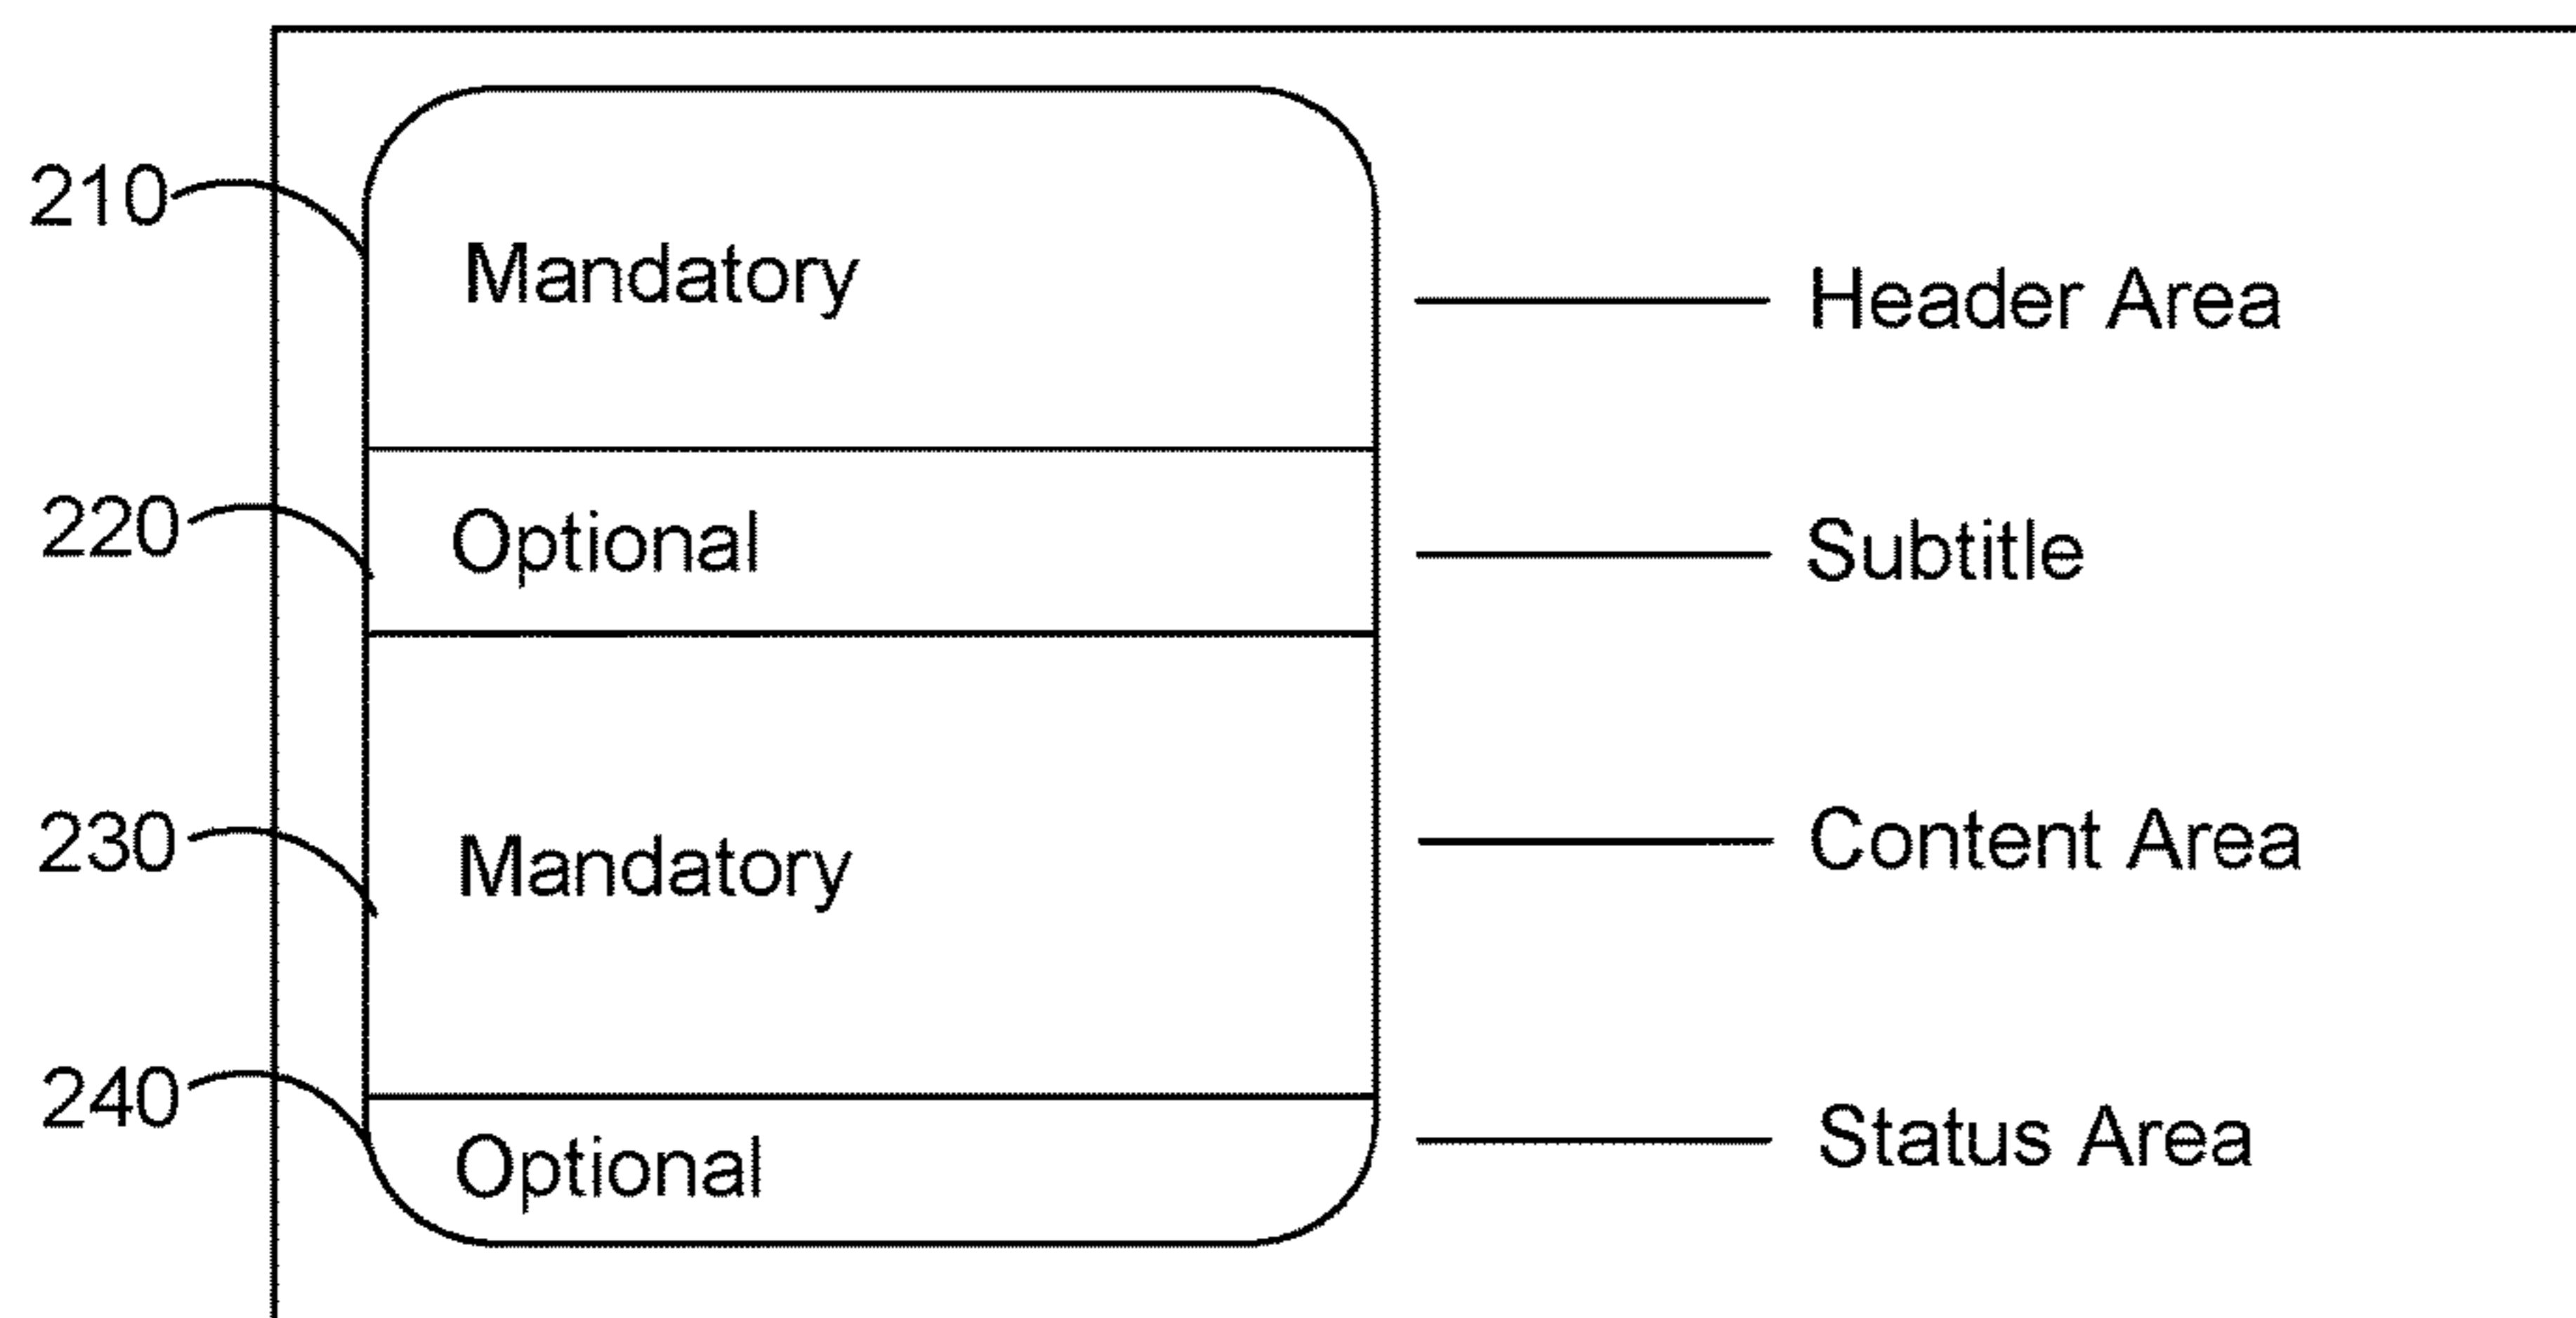 210
Mandatory
Header Area
220
Optional
Subtitle
230
Mandatory
Content Area
240
Optional
Status Area